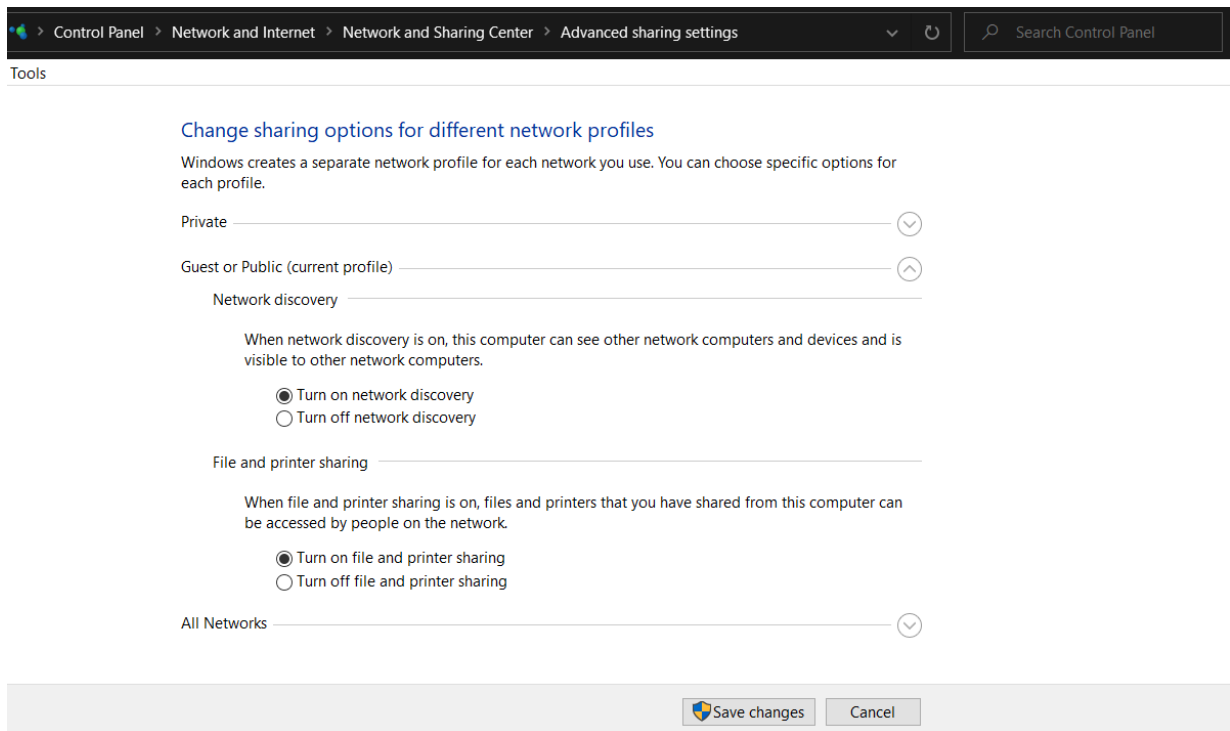 Control Panel > Network and Internet > Network and Sharing Center > Advanced sharing settings
Search Control Panel
Tools
Change sharing options for different network profiles
Windows creates a separate network profile for each network you use. You can choose specific options for
each profile.
Private
Guest or Public (current profile)
Network discovery
When network discovery is on, this computer can see other network computers and devices and is
visible to other network computers.
Turn on network discovery
Turn off network discovery
File and printer sharing
When file and printer sharing is on, files and printers that you have shared from this computer can
be accessed by people on the network.
Turn on file and printer sharing
Turn off file and printer sharing
All Networks
Save changes
Cancel